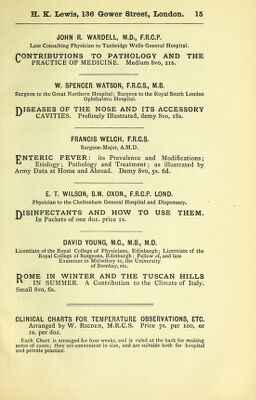 H. K. Lewis, 136 Gower Street, London. 15
JOHN R. WARDELL, M.D., F.R.C.P.
Late Consulting Physician to Tunbridge Wells General Hospital.
CONTRIBUTIONS TO PATHOLOGY AND THE
PRACTICE OF MEDICINE. Medium 8vo, 21s.
W. SPENCER WATSON, F.R.C.S., M.B.
Surgeon to the Great Northern Hospital; Surgeon to the Royal South London
Ophthalmic Hospital.
DISEASES OF THE NOSE AND ITS ACCESSORY
CAVITIES. Profusely Illustrated, demy 8vo, 18s.
FRANCIS WELCH, F.R.C.S.
Surgeon-Major, A.M.D.
ENTERIC FEVER: its Prevalence and Modifications;
Etiology; Pathology and Treatment; as illustrated by
Army Data at Home and Abroad. Demy 8vo, 5s. 6d.
E. T. WILSON, B.M. OXON., F.R.C.P. LOND.
Physician to the Cheltenham General Hospital and Dispensary.
DISINFECTANTS AND HOW TO USE THEM.
In Packets of one doz. price 1s.
DAVID YOUNG, M.C., M.B., M.D.
Licentiate of the Royal College of Physicians, Edinburgh; Licentiate of the
Royal College of Surgeons, Edinburgh; Fellow of, and late
Examiner in Midwifery to, the University
of Bombay, etc.
ROME IN WINTER AND THE TUSCAN HILLS
IN SUMMER. A Contribution to the Climate of Italy.
Small 8vo, 6s.
CLINICAL CHARTS FOR TEMPERATURE OBSERVATIONS, ETC.
Arranged by W. RIGDEN, M.R.C.S. Price 7s. per 100, or
1s. per doz.
Each Chart is arranged for four weeks, and is ruled at the back for making
notes of cases; they are convenient in size, and are suitable both for hospital
and private practice.